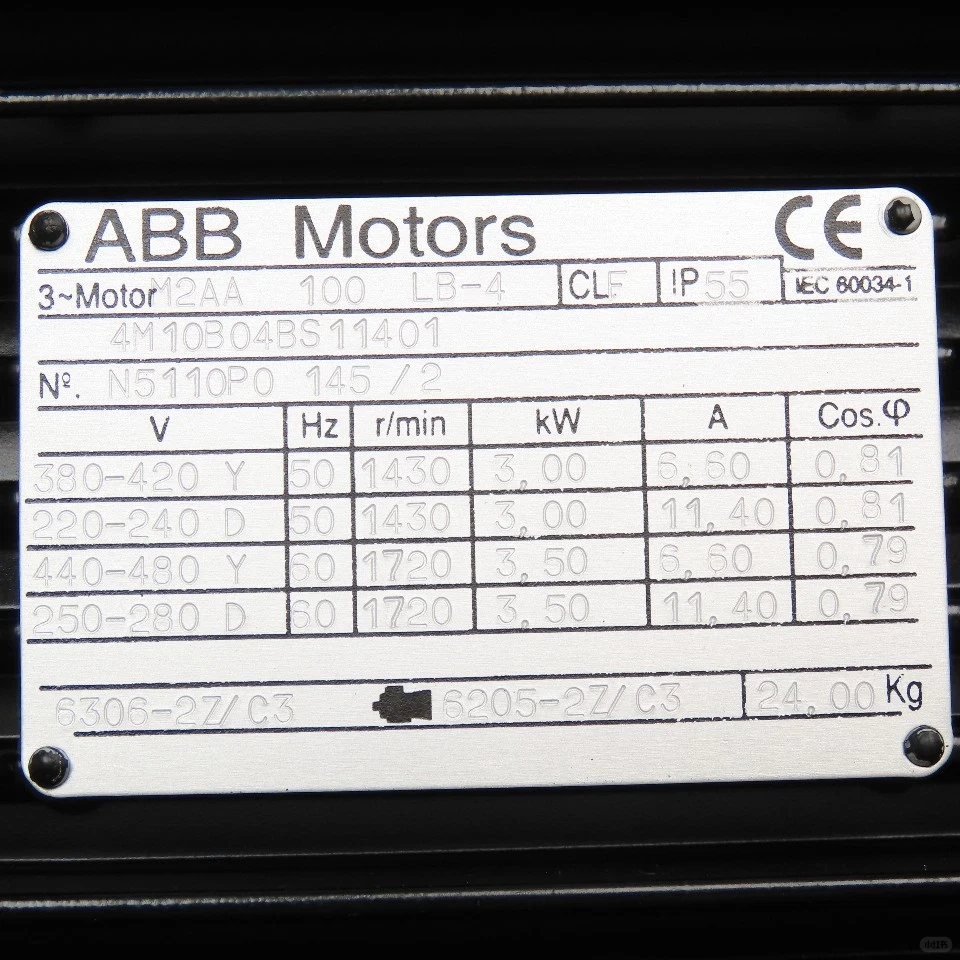 ABB Motors CE
3~Motor M2AA 100 LB-4 CL F IP 55 IEC 60034-1
4M10B04BS11401
Nº. N5110P0 145 / 2
V Hz r/min kW A Cos.φ
380-420 Y 50 1430 3,00 6,60 0,81
220-240 D 50 1430 3,00 11,40 0,81
440-480 Y 60 1720 3,50 6,60 0,79
250-280 D 60 1720 3,50 11,40 0,79
6306-2Z/C3 6205-2Z/C3 24,00 Kg